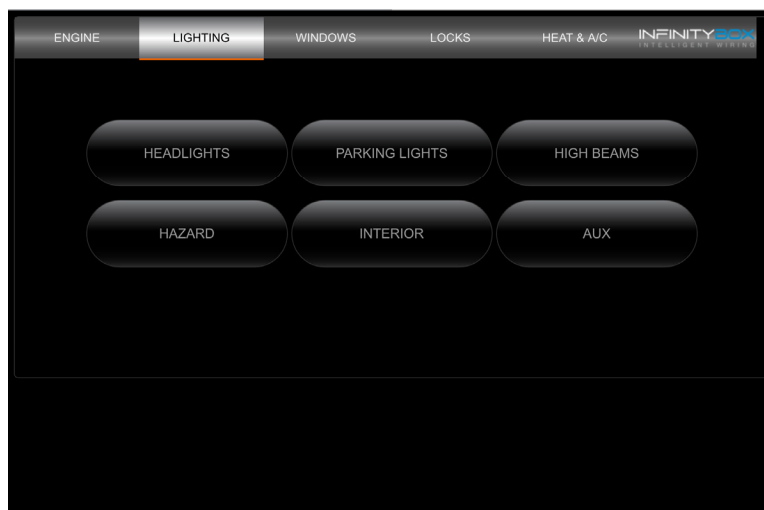 ENGINE LIGHTING WINDOWS LOCKS HEAT & A/C INFINITYBOX
INTELLIGENT WIRING
HEADLIGHTS PARKING LIGHTS HIGH BEAMS
HAZARD INTERIOR AUX